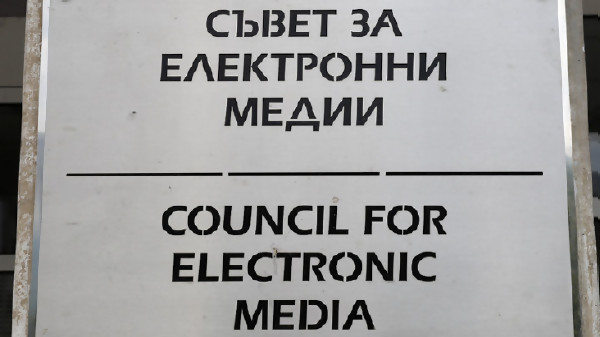 СЪВЕТ ЗА
ЕЛЕКТРОННИ
МЕДИИ
COUNCIL FOR
ELECTRONIC
MEDIA